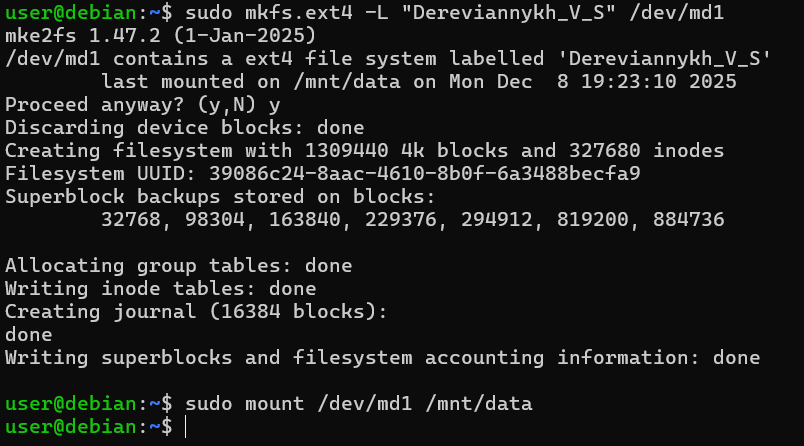 user@debian:~$ sudo mkfs.ext4 -L "Dereviannykh_V_S" /dev/md1
mke2fs 1.47.2 (1-Jan-2025)
/dev/md1 contains a ext4 file system labelled 'Dereviannykh_V_S'
        last mounted on /mnt/data on Mon Dec  8 19:23:10 2025
Proceed anyway? (y,N) y
Discarding device blocks: done
Creating filesystem with 1309440 4k blocks and 327680 inodes
Filesystem UUID: 39086c24-8aac-4610-8b0f-6a3488becfa9
Superblock backups stored on blocks:
        32768, 98304, 163840, 229376, 294912, 819200, 884736

Allocating group tables: done
Writing inode tables: done
Creating journal (16384 blocks):
done
Writing superblocks and filesystem accounting information: done

user@debian:~$ sudo mount /dev/md1 /mnt/data
user@debian:~$